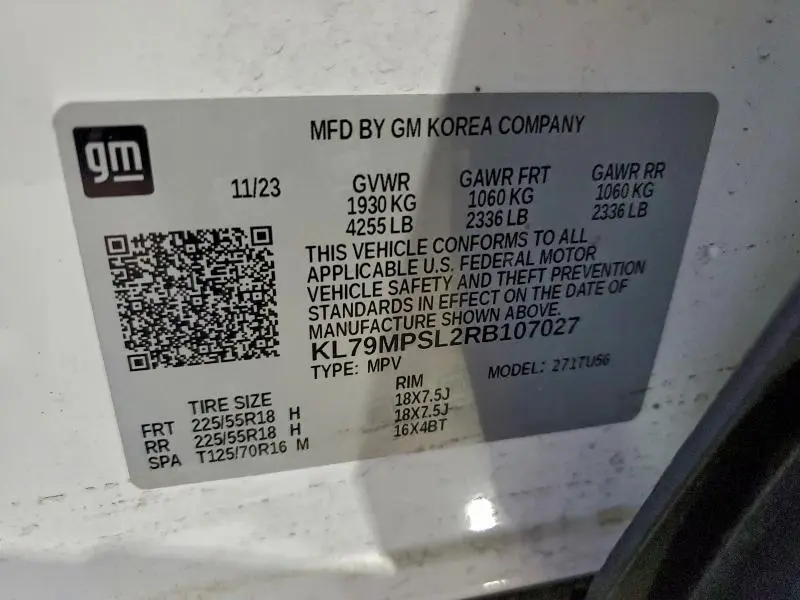 gm
MFD BY GM KOREA COMPANY
11/23
GVWR
1930 KG
4255 LB
GAWR FRT
1060 KG
2336 LB
GAWR RR
1060 KG
2336 LB
THIS VEHICLE CONFORMS TO ALL
APPLICABLE U.S. FEDERAL MOTOR
VEHICLE SAFETY AND THEFT PREVENTION
STANDARDS IN EFFECT ON THE DATE OF
MANUFACTURE SHOWN ABOVE.
KL79MPSL2RB107027
TYPE: MPV
MODEL: 271TU56
TIRE SIZE
RIM
FRT 225/55R18 H 18X7.5J
RR 225/55R18 H 18X7.5J
SPA T125/70R16 M 16X4BT